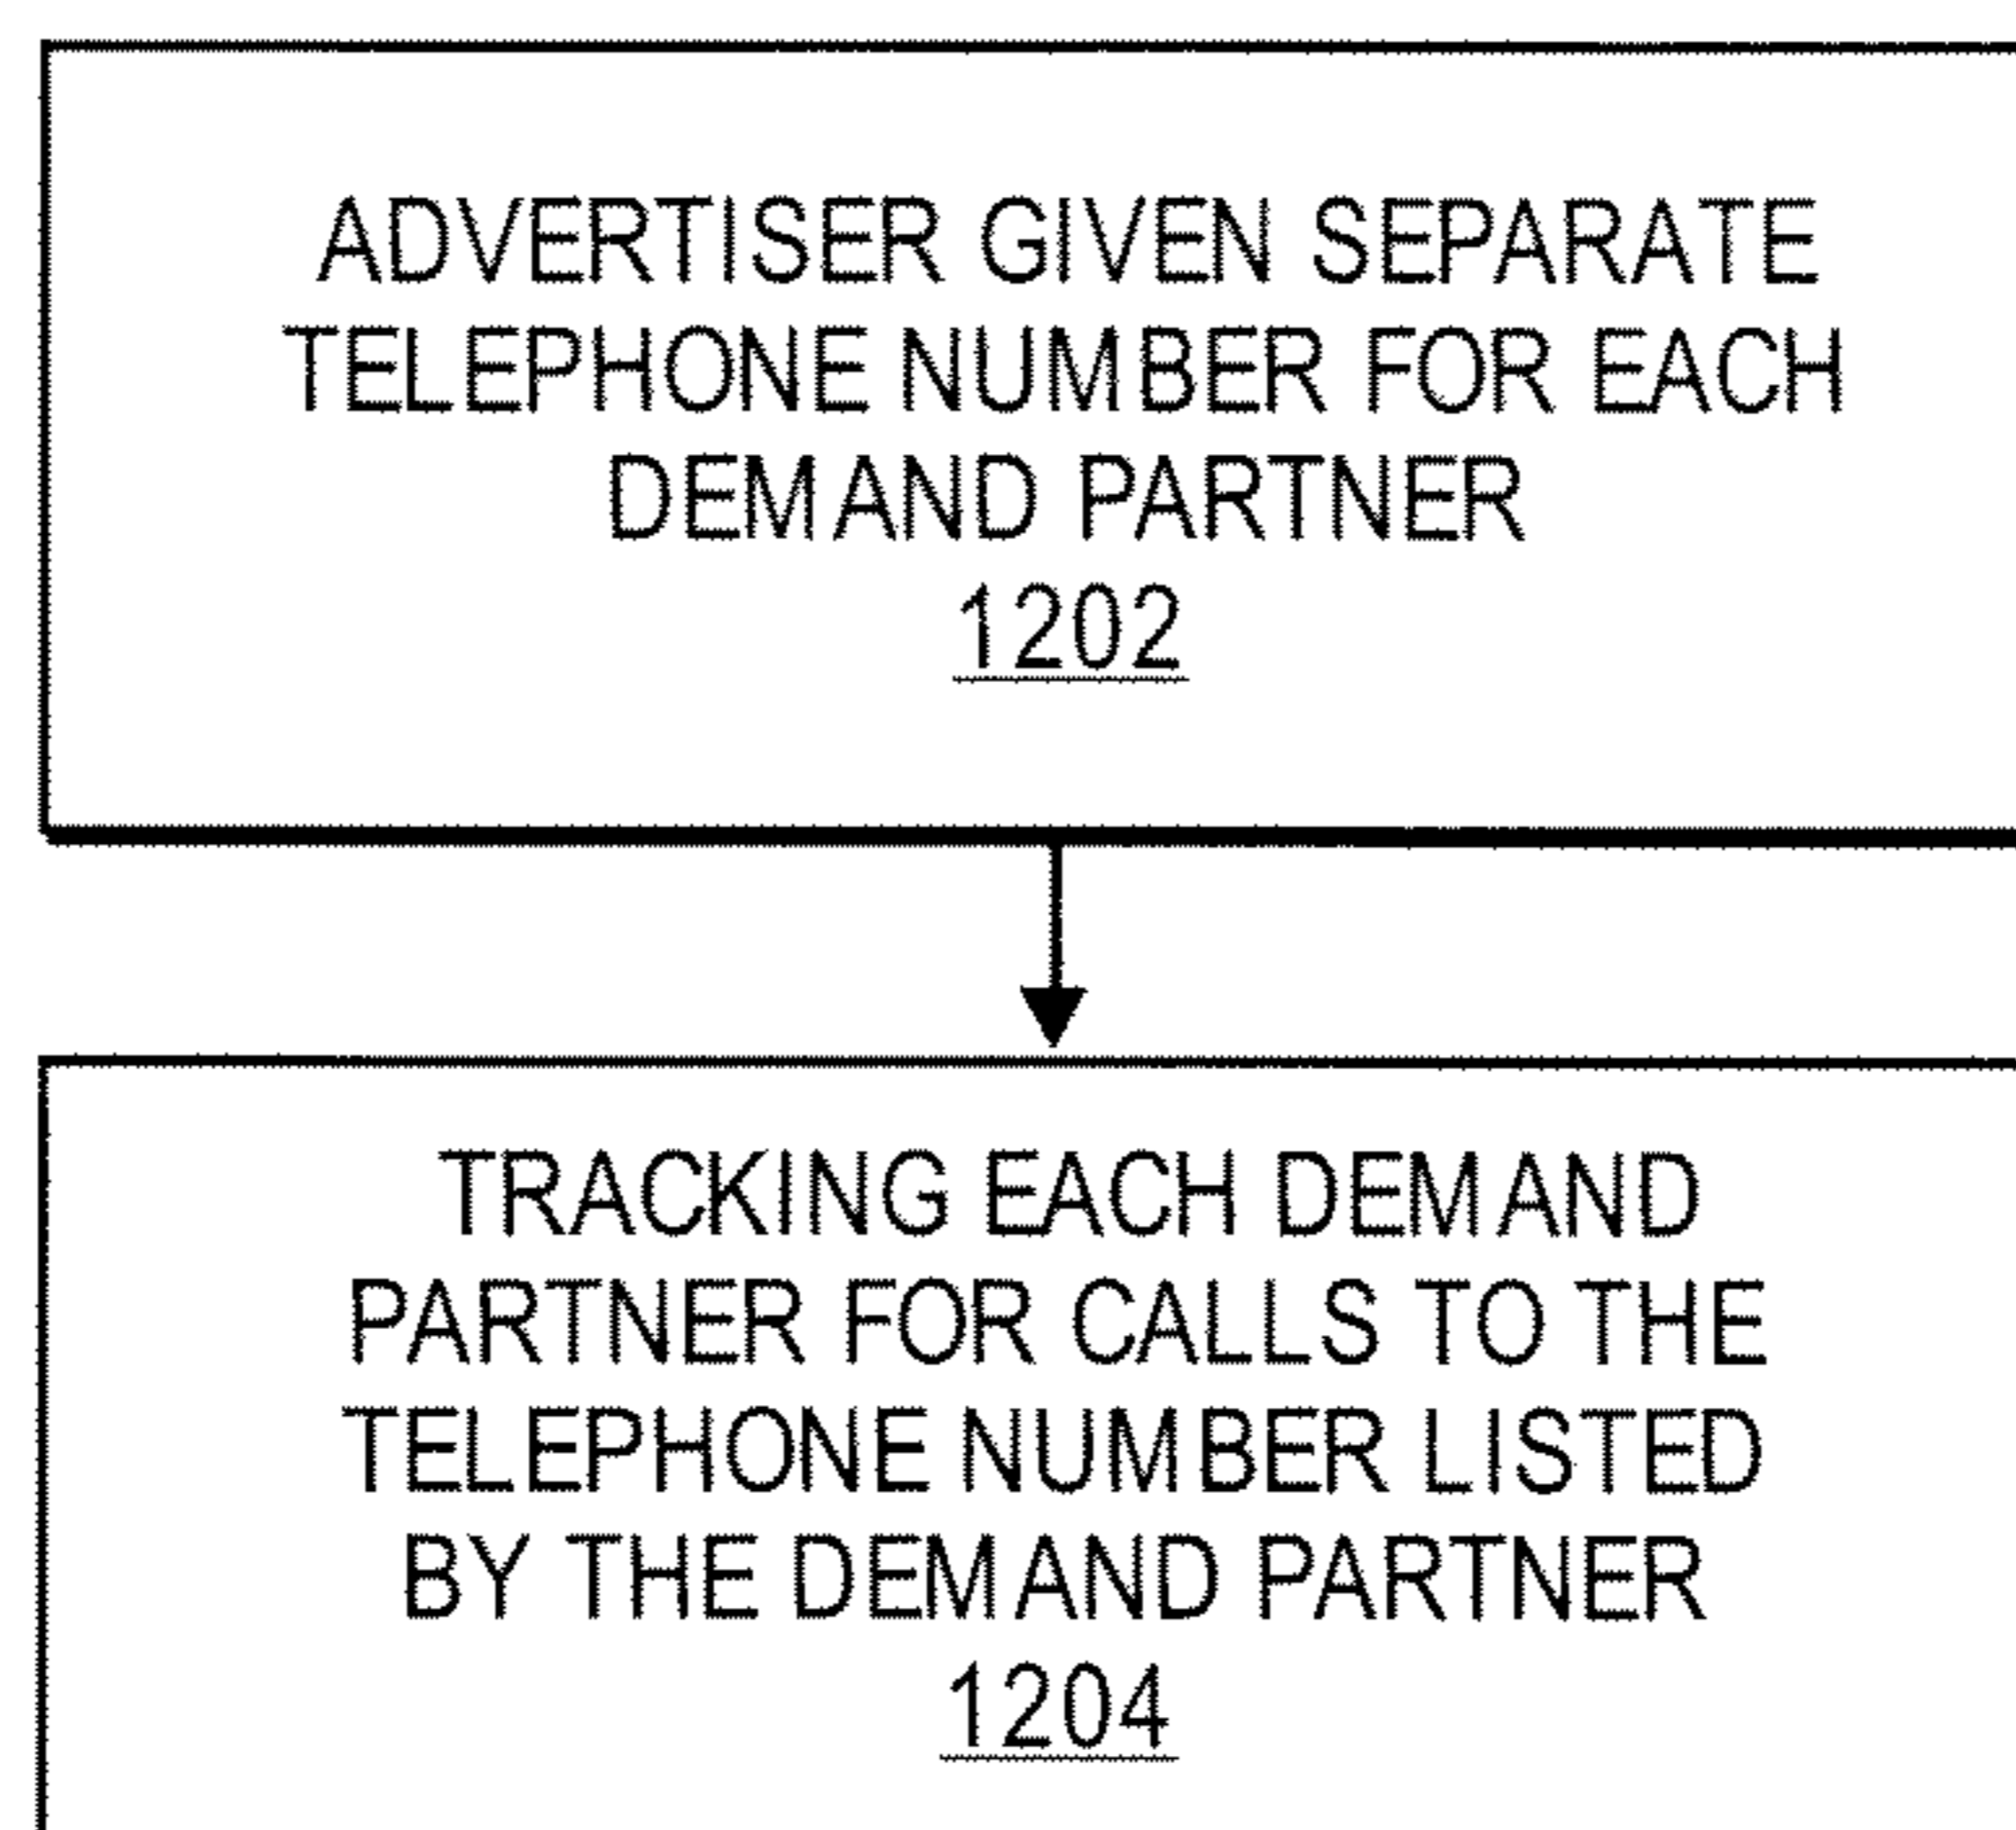 ADVERTISER GIVEN SEPARATE
TELEPHONE NUMBER FOR EACH
DEMAND PARTNER
1202
TRACKING EACH DEMAND
PARTNER FOR CALLS TO THE
TELEPHONE NUMBER LISTED
BY THE DEMAND PARTNER
1204